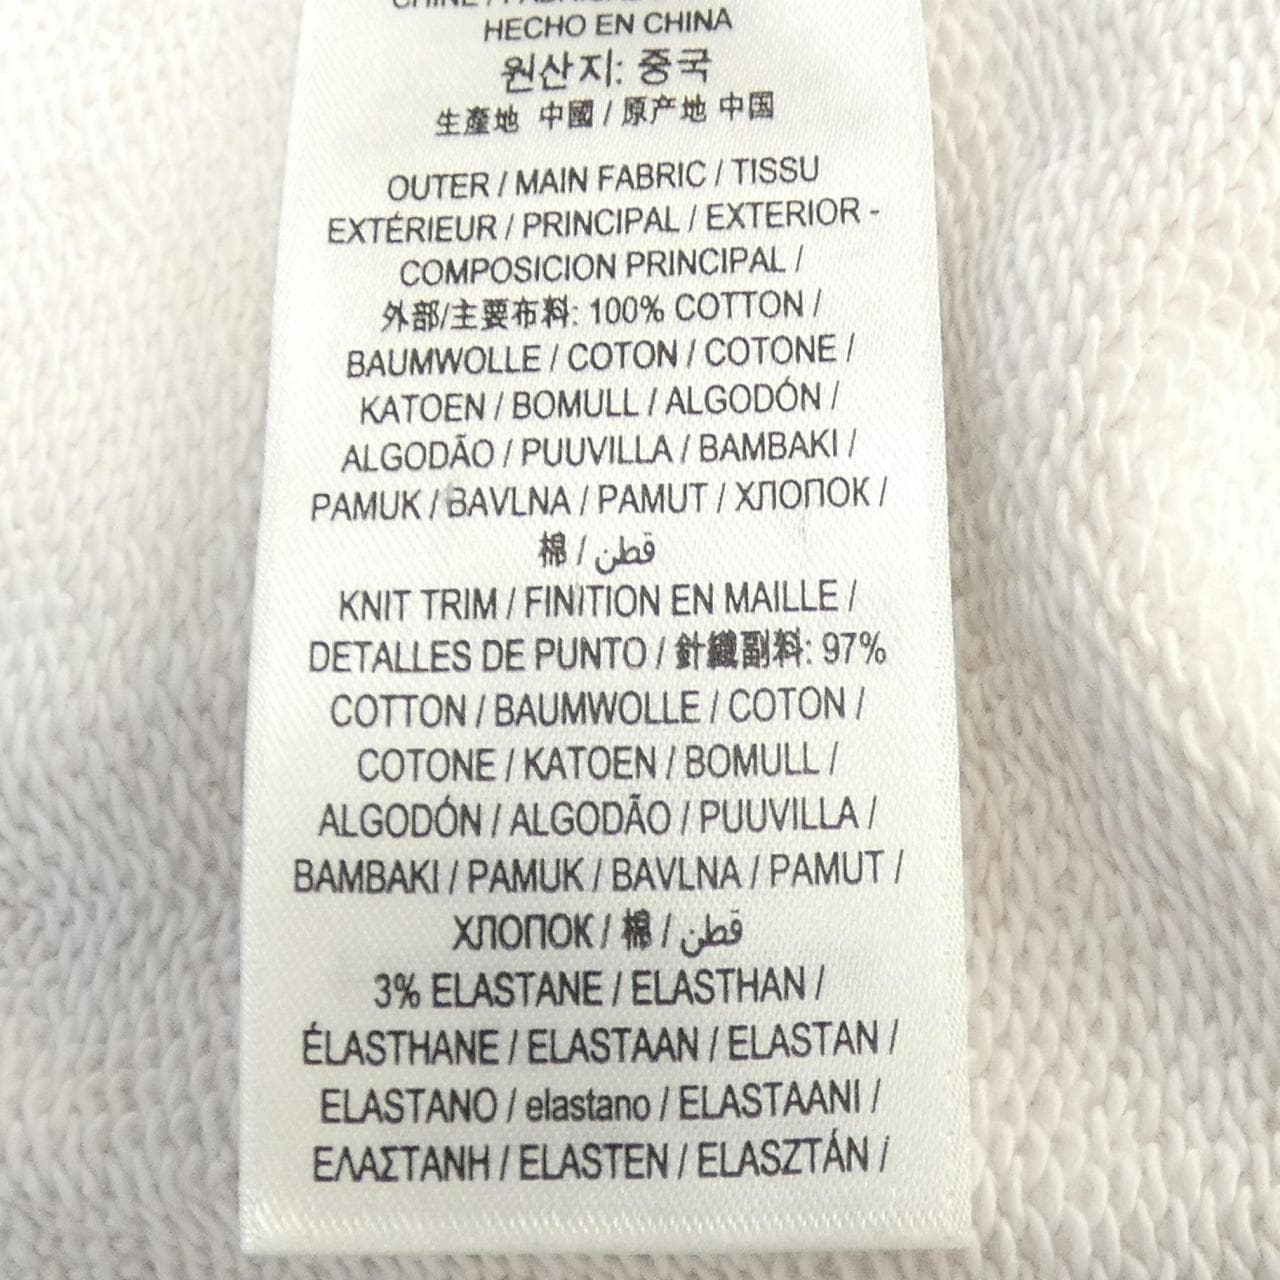 HECHO EN CHINA
원산지: 중국
生產地 中國 / 原产地 中国
OUTER / MAIN FABRIC / TISSU
EXTÉRIEUR / PRINCIPAL / EXTERIOR -
COMPOSICION PRINCIPAL /
外部/主要布料: 100% COTTON /
BAUMWOLLE / COTON / COTONE /
KATOEN / BOMULL / ALGODÓN /
ALGODÃO / PUUVILLA / BAMBAKI /
PAMUK / BAVLNA / PAMUT / ХЛОПОК /
棉 / قطن
KNIT TRIM / FINITION EN MAILLE /
DETALLES DE PUNTO / 針織副料: 97%
COTTON / BAUMWOLLE / COTON /
COTONE / KATOEN / BOMULL /
ALGODÓN / ALGODÃO / PUUVILLA /
BAMBAKI / PAMUK / BAVLNA / PAMUT /
ХЛОПОК / 棉 / قطن
3% ELASTANE / ELASTHAN /
ÉLASTHANE / ELASTAAN / ELASTAN /
ELASTANO / elastano / ELASTAANI /
ΕΛΑΣΤΑΝΗ / ELASTEN / ELASZTÁN /